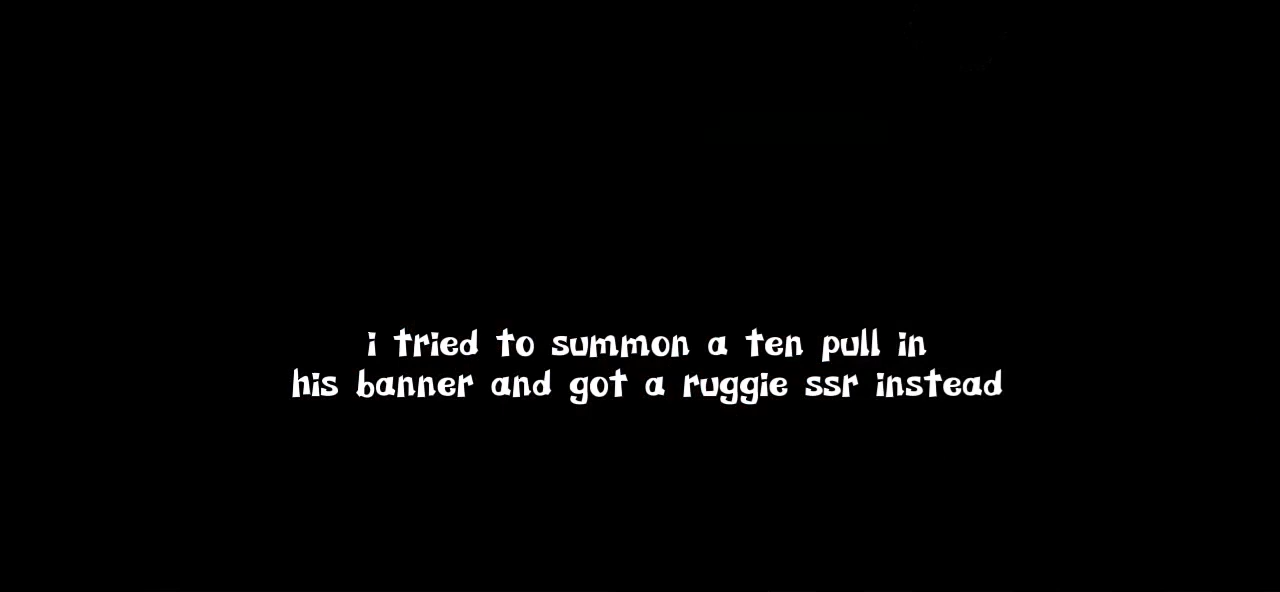 i tried to summon a ten pull in
his banner and got a ruggie ssr instead